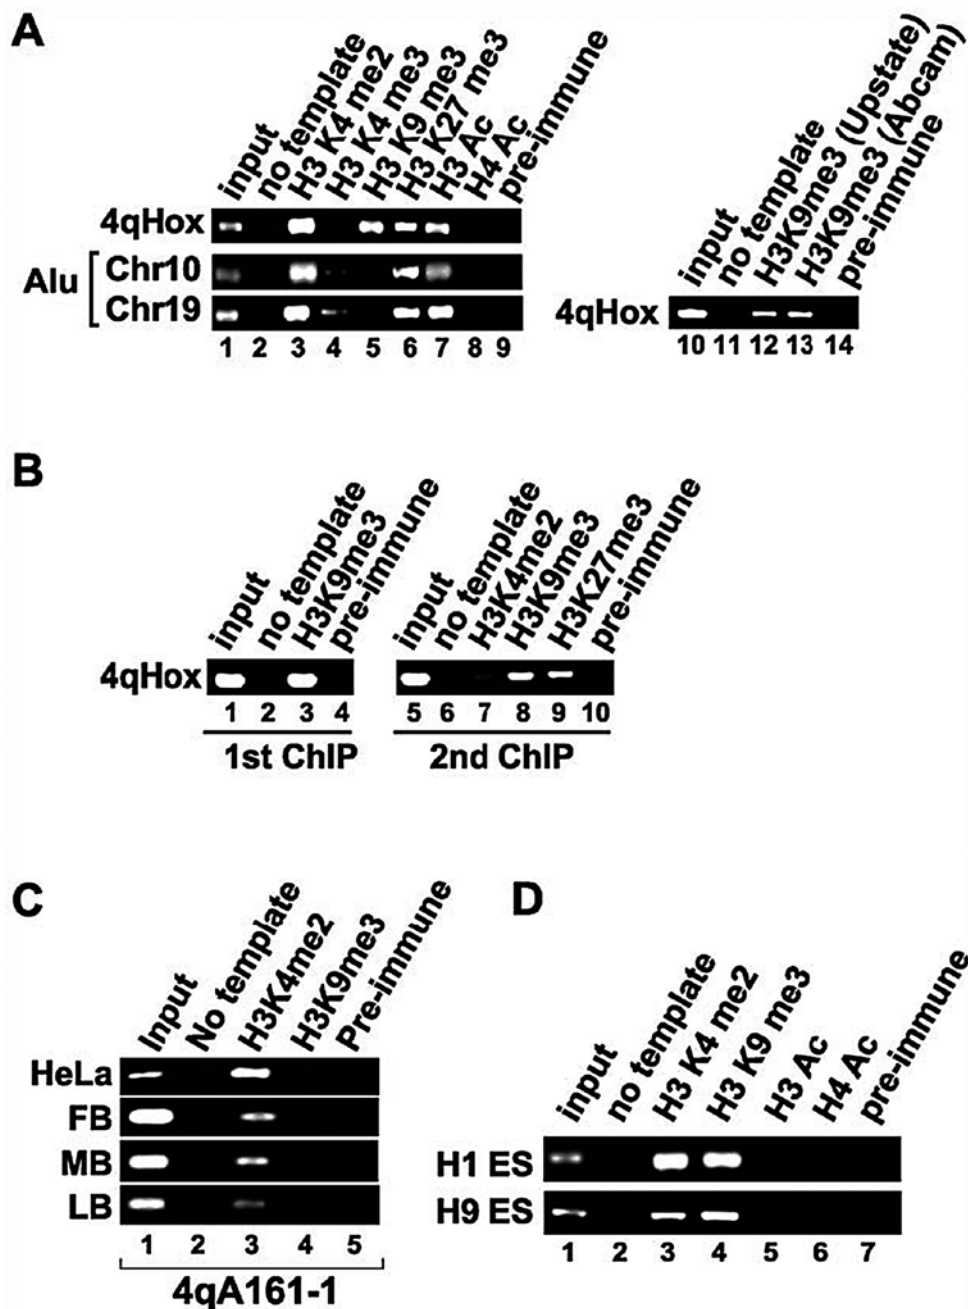 A
input
no template
H3 K4 me2
H3 K4 me3
H3 K9 me3
H3 K27 me3
H3 Ac
H4 Ac
pre-immune
4qHox
Alu
Chr10
Chr19
1 2 3 4 5 6 7 8 9
input
no template
H3K9me3 (Upstate)
H3K9me3 (Abcam)
pre-immune
4qHox
10 11 12 13 14
B
input
no template
H3K9me3
pre-immune
4qHox
1 2 3 4
1st ChIP
input
no template
H3K4me2
H3K9me3
H3K27me3
pre-immune
5 6 7 8 9 10
2nd ChIP
C
Input
No template
H3K4me2
H3K9me3
Pre-immune
HeLa
FB
MB
LB
1 2 3 4 5
4qA161-1
D
input
no template
H3 K4 me2
H3 K9 me3
H3 Ac
H4 Ac
pre-immune
H1 ES
H9 ES
1 2 3 4 5 6 7